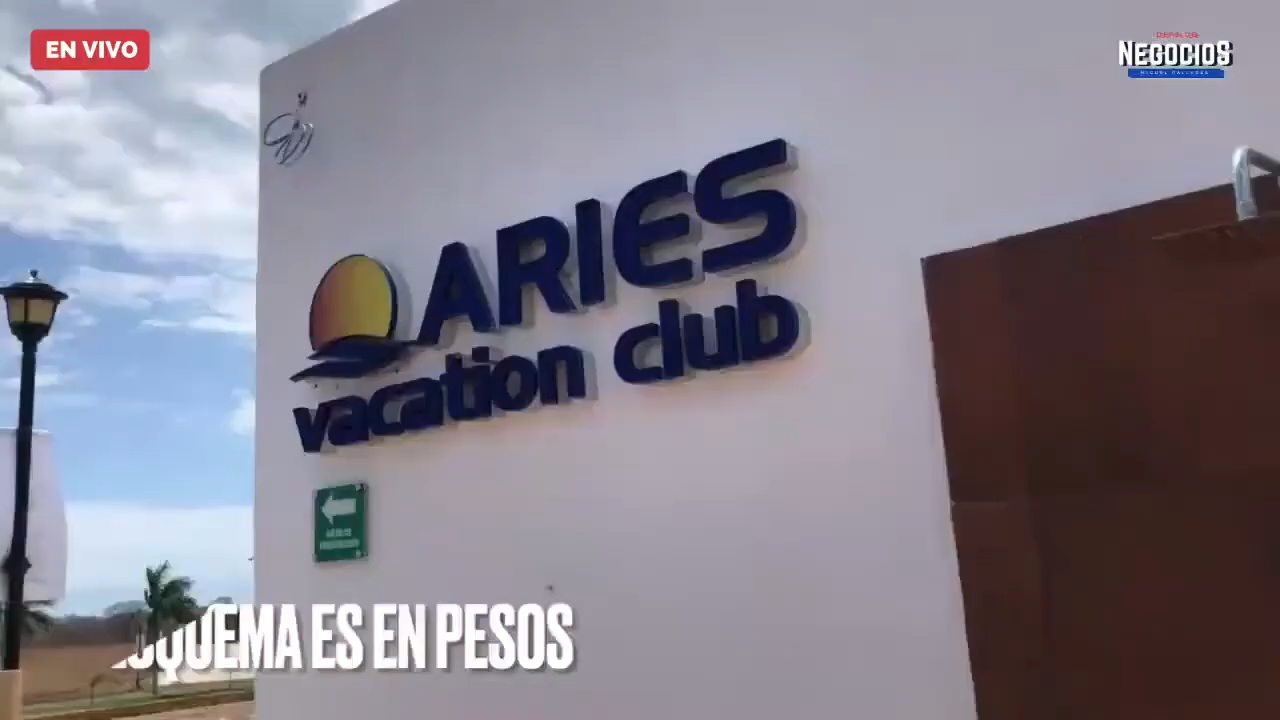 EN VIVO
NEGOCIOS
ARIES
vacation club
QUEMA ES EN PESOS